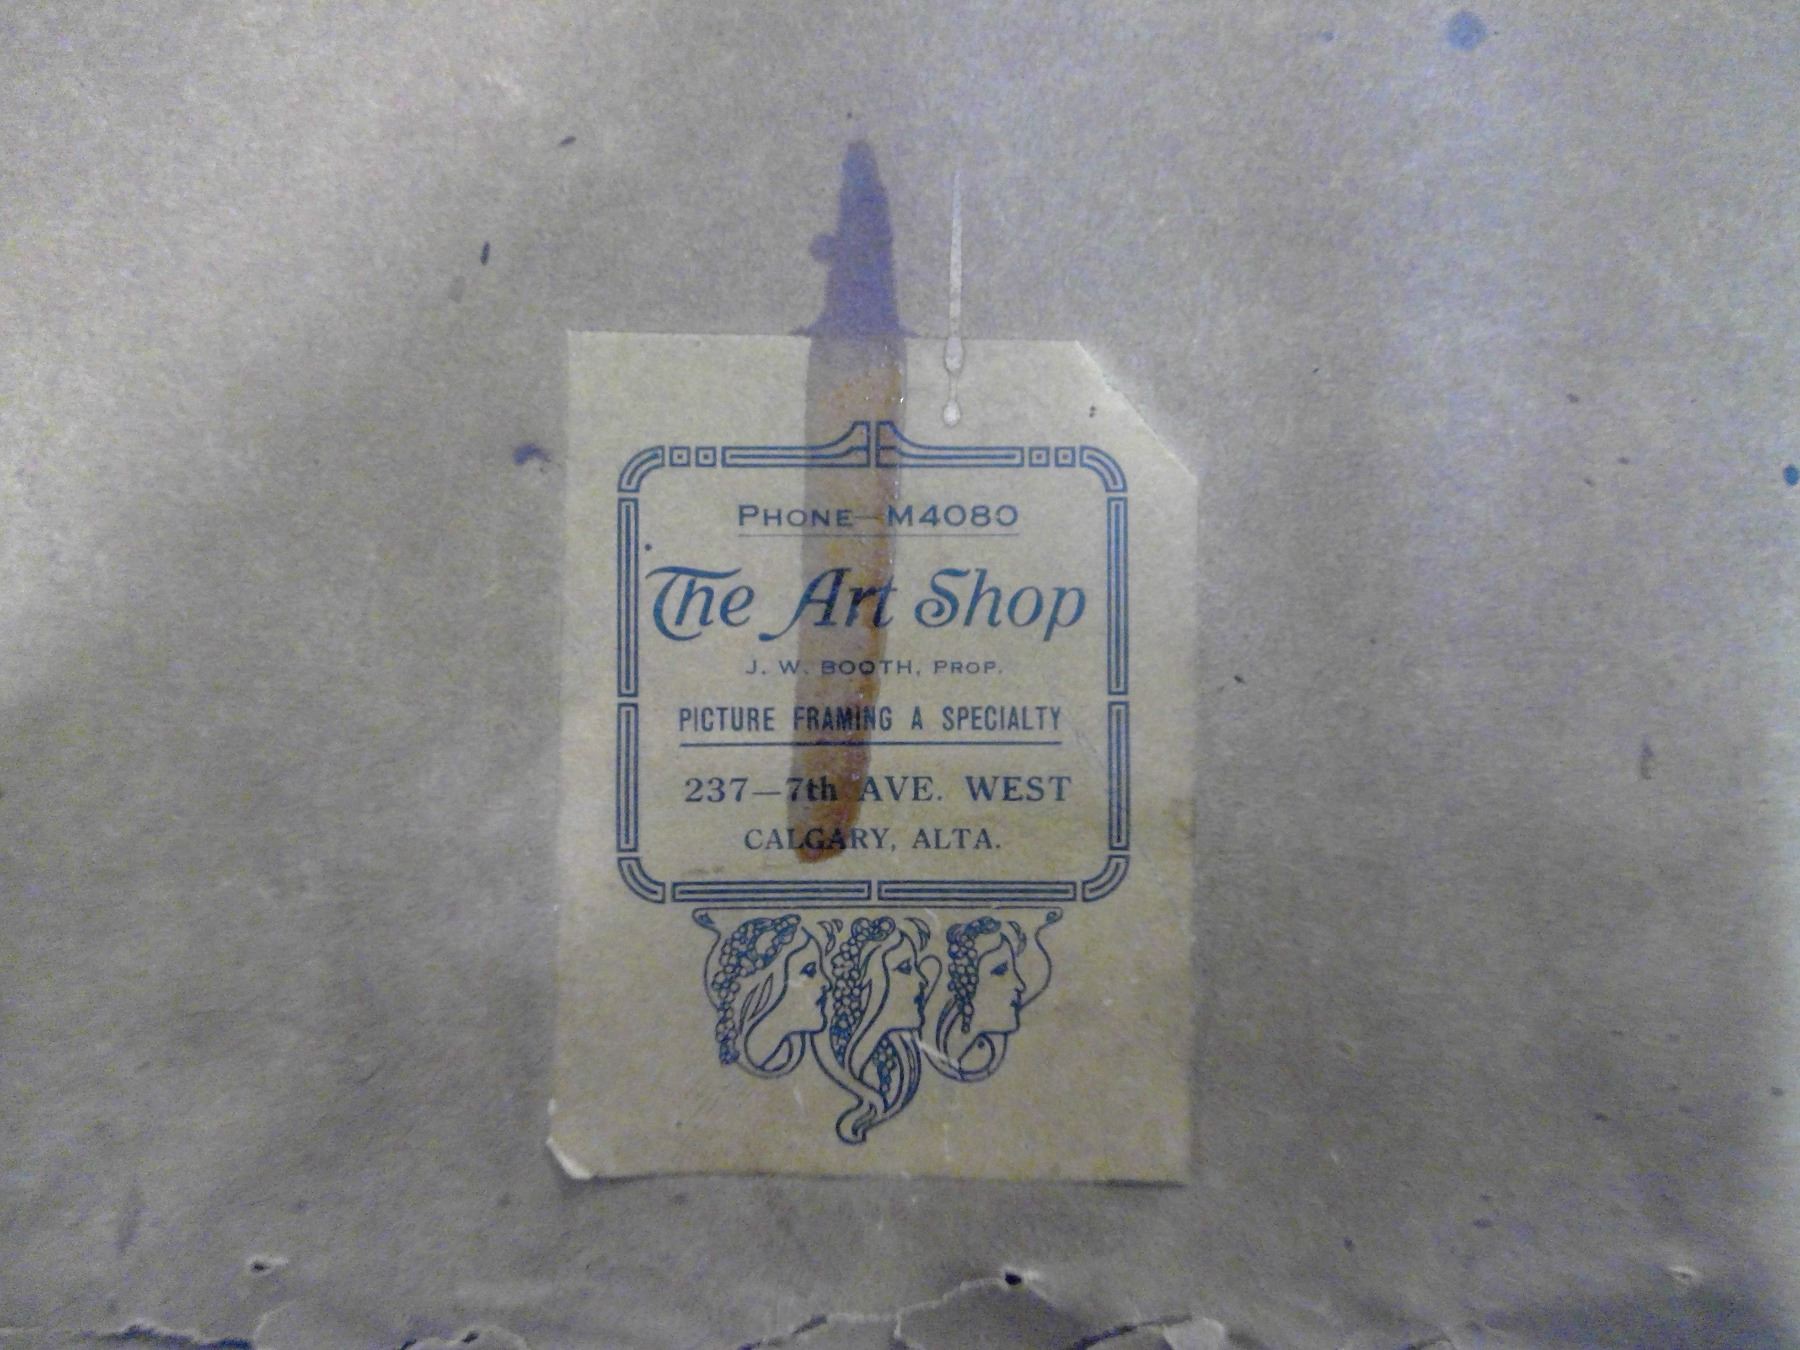 PHONE—M4080
The Art Shop
J. W. BOOTH, PROP.
PICTURE FRAMING A SPECIALTY
237—7th AVE. WEST
CALGARY, ALTA.